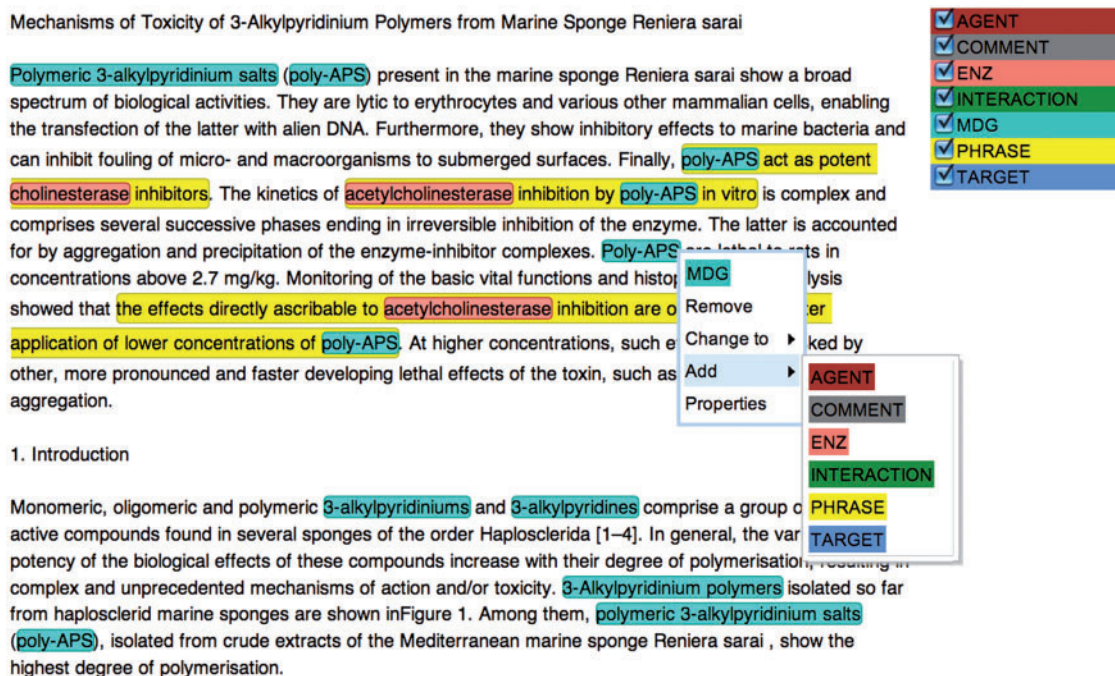 Mechanisms of Toxicity of 3-Alkylpyridinium Polymers from Marine Sponge Reniera sarai
Polymeric 3-alkylpyridinium salts (poly-APS) present in the marine sponge Reniera sarai show a broad
spectrum of biological activities. They are lytic to erythrocytes and various other mammalian cells, enabling
the transfection of the latter with alien DNA. Furthermore, they show inhibitory effects to marine bacteria and
can inhibit fouling of micro- and macroorganisms to submerged surfaces. Finally, poly-APS act as potent
cholinesterase inhibitors. The kinetics of acetylcholinesterase inhibition by poly-APS in vitro is complex and
comprises several successive phases ending in irreversible inhibition of the enzyme. The latter is accounted
for by aggregation and precipitation of the enzyme-inhibitor complexes. Poly-APS are lethal to rats in
concentrations above 2.7 mg/kg. Monitoring of the basic vital functions and histop lysis
showed that the effects directly ascribable to acetylcholinesterase inhibition are o ter
application of lower concentrations of poly-APS. At higher concentrations, such e ked by
other, more pronounced and faster developing lethal effects of the toxin, such as
aggregation.
1. Introduction
Monomeric, oligomeric and polymeric 3-alkylpyridiniums and 3-alkylpyridines comprise a group o
active compounds found in several sponges of the order Haplosclerida [1–4]. In general, the var
potency of the biological effects of these compounds increase with their degree of polymerisation, resulting in
complex and unprecedented mechanisms of action and/or toxicity. 3-Alkylpyridinium polymers isolated so far
from haplosclerid marine sponges are shown inFigure 1. Among them, polymeric 3-alkylpyridinium salts
(poly-APS), isolated from crude extracts of the Mediterranean marine sponge Reniera sarai , show the
highest degree of polymerisation.
MDG
Remove
Change to
Add
Properties
AGENT
COMMENT
ENZ
INTERACTION
PHRASE
TARGET
AGENT
COMMENT
ENZ
INTERACTION
MDG
PHRASE
TARGET